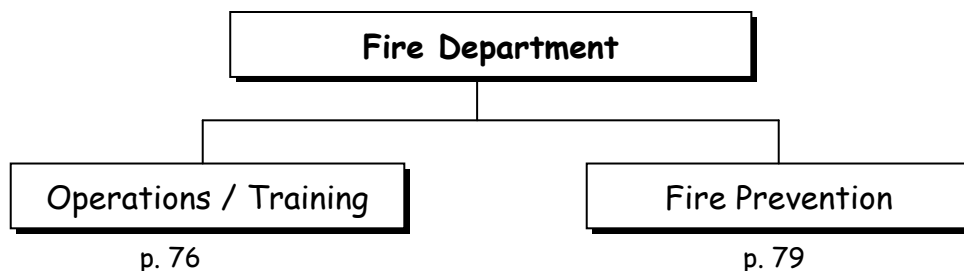 Fire Department
Operations / Training
Fire Prevention
p. 76
p. 79